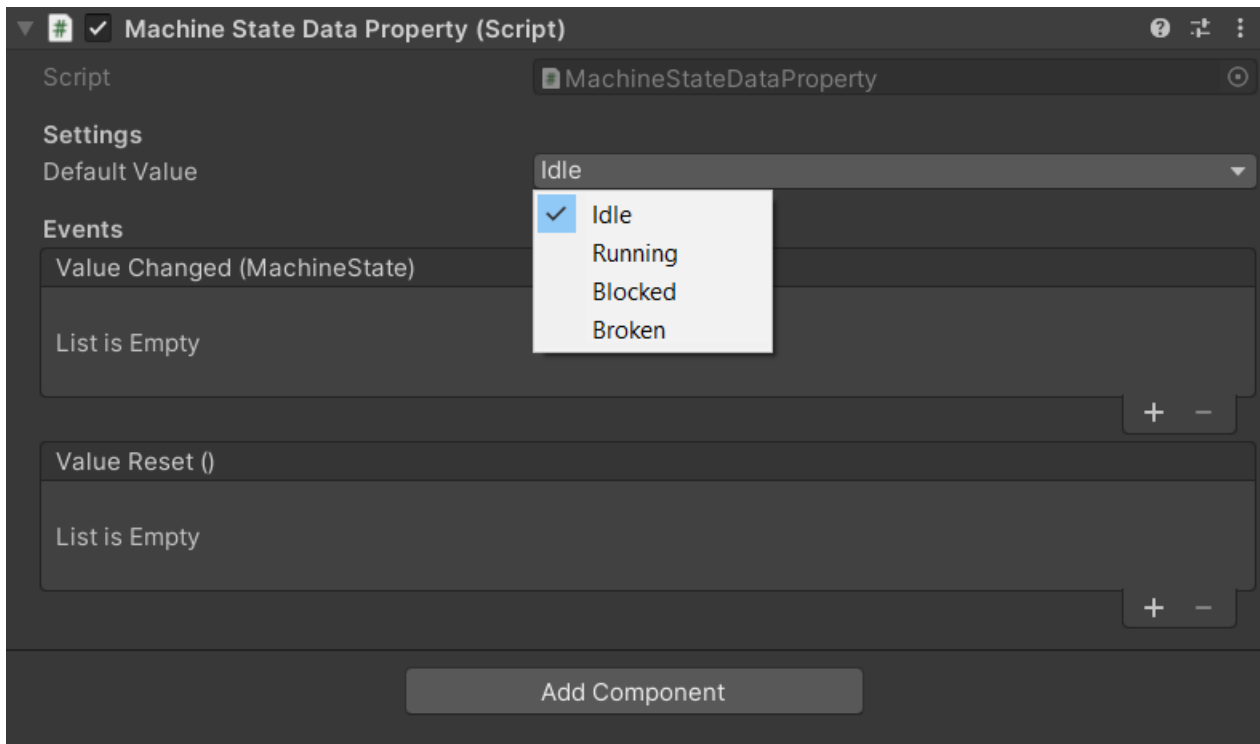 Machine State Data Property (Script)
Script
MachineStateDataProperty
Settings
Default Value
Idle
Idle
Running
Blocked
Broken
Events
Value Changed (MachineState)
List is Empty
Value Reset ()
List is Empty
Add Component